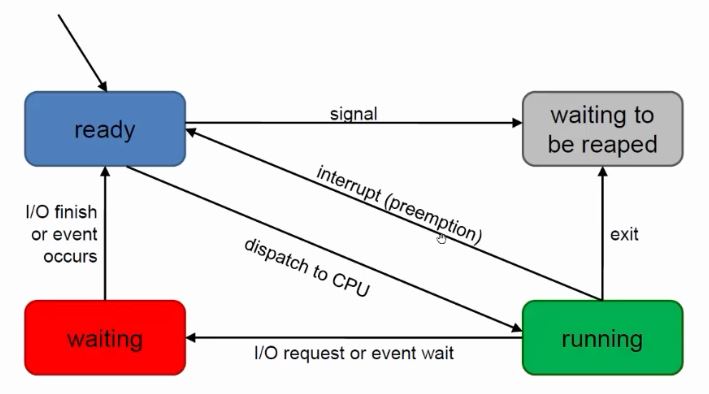 ready
signal
waiting to
be reaped
interrupt (preemption)
I/O finish
or event
occurs
dispatch to CPU
exit
waiting
I/O request or event wait
running